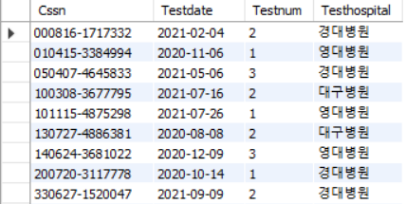 Cssn Testdate Testnum Testhospital
000816-1717332 2021-02-04 2 경대병원
010415-3384994 2020-11-06 1 영대병원
050407-4645833 2021-05-06 3 경대병원
100308-3677795 2021-07-16 2 대구병원
101115-4875298 2021-07-26 1 영대병원
130727-4886381 2020-08-08 2 대구병원
140624-3681022 2020-12-09 3 영대병원
200720-3117778 2020-10-14 1 경대병원
330627-1520047 2021-09-09 2 경대병원